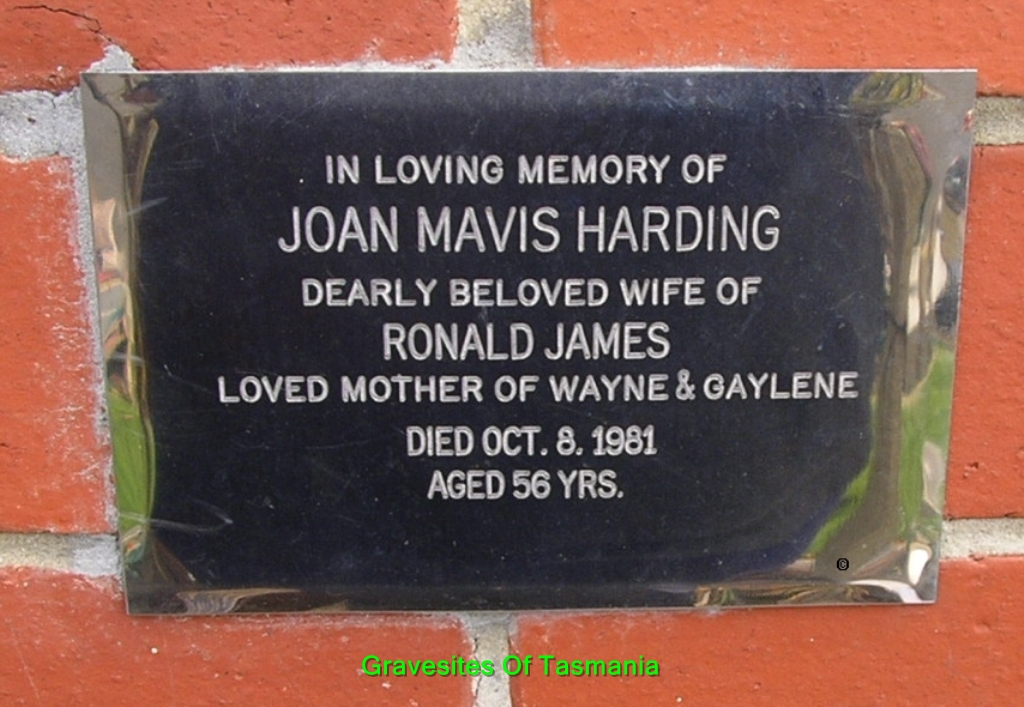 IN LOVING MEMORY OF
JOAN MAVIS HARDING
DEARLY BELOVED WIFE OF
RONALD JAMES
LOVED MOTHER OF WAYNE & GAYLENE
DIED OCT. 8. 1981
AGED 56 YRS.
©
Gravesites Of Tasmania